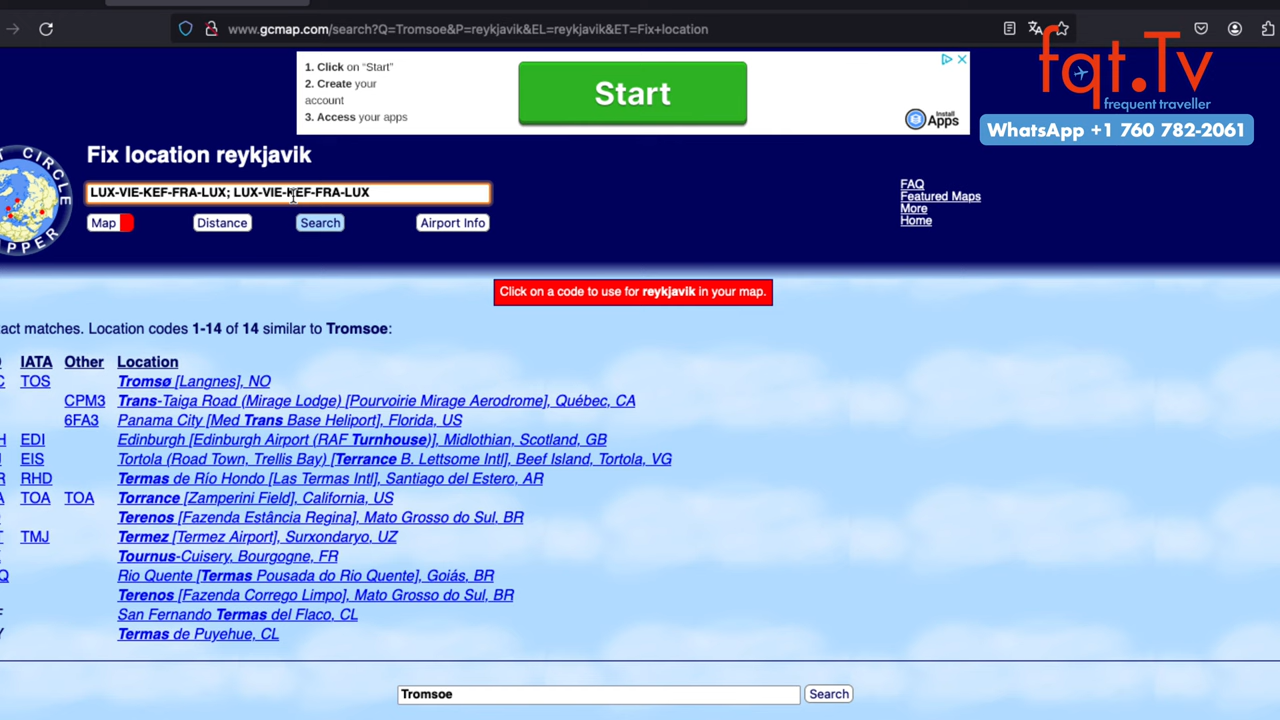 www.gcmap.com/search?Q=Tromsoe&P=reykjavik&EL=reykjavik&ET=Fix+location
fqt.Tv
frequent traveller
WhatsApp +1 760 782-2061
1. Click on “Start”
2. Create your
account
3. Access your apps
Start
Install
Apps
T CIRCLE
PPER
Fix location reykjavik
LUX-VIE-KEF-FRA-LUX; LUX-VIE-KEF-FRA-LUX
Map
Distance
Search
Airport Info
FAQ
Featured Maps
More
Home
Click on a code to use for reykjavik in your map.
act matches. Location codes 1-14 of 14 similar to Tromsoe:
IATA Other Location
C TOS Tromsø [Langnes], NO
CPM3 Trans-Taiga Road (Mirage Lodge) [Pourvoirie Mirage Aerodrome], Québec, CA
6FA3 Panama City [Med Trans Base Heliport], Florida, US
H EDI Edinburgh [Edinburgh Airport (RAF Turnhouse)], Midlothian, Scotland, GB
EIS Tortola (Road Town, Trellis Bay) [Terrance B. Lettsome Intl], Beef Island, Tortola, VG
R RHD Termas de Río Hondo [Las Termas Intl], Santiago del Estero, AR
A TOA TOA Torrance [Zamperini Field], California, US
Terenos [Fazenda Estância Regina], Mato Grosso do Sul, BR
T TMJ Termez [Termez Airport], Surxondaryo, UZ
Tournus-Cuisery, Bourgogne, FR
Q Rio Quente [Termas Pousada do Rio Quente], Goiás, BR
Terenos [Fazenda Corrego Limpo], Mato Grosso do Sul, BR
F San Fernando Termas del Flaco, CL
Y Termas de Puyehue, CL
Tromsoe
Search